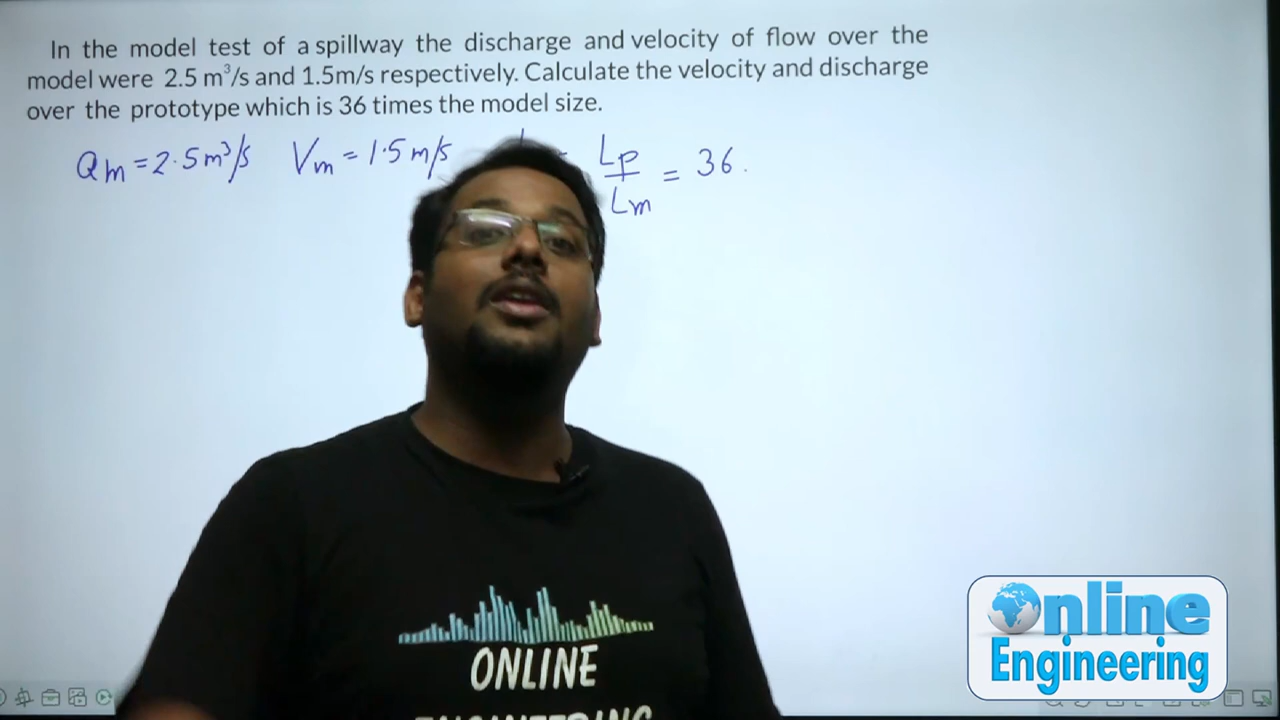 In the model test of a spillway the discharge and velocity of flow over the
model were 2.5 m³/s and 1.5m/s respectively. Calculate the velocity and discharge
over the prototype which is 36 times the model size.
Qm = 2.5 m³/s Vm = 1.5 m/s Lp/Lm = 36.
ONLINE
Online
Engineering